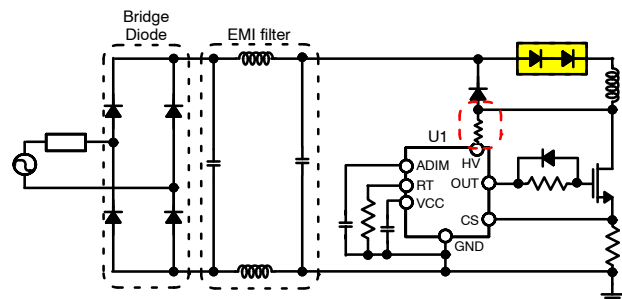 Bridge
Diode
EMI filter
U1
HV
ADIM
RT
OUT
VCC
CS
GND